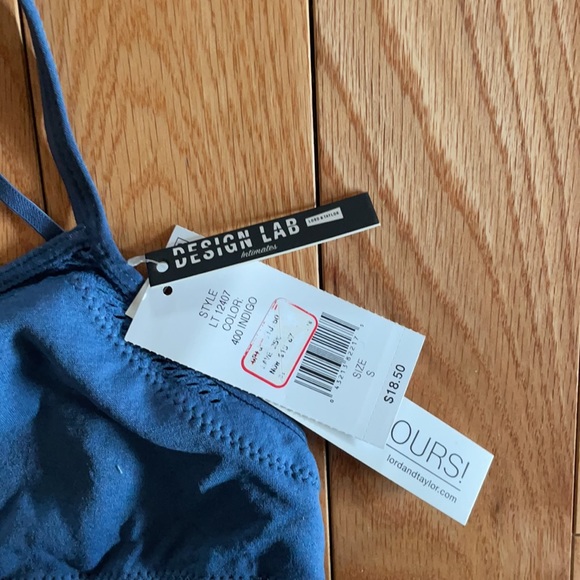 DESIGN LAB
LORD & TAYLOR
Intimates
STYLE
LT 12407
COLOR:
400 INDIGO
SIZE
S
$18.50
OURS!
lordandtaylor.com